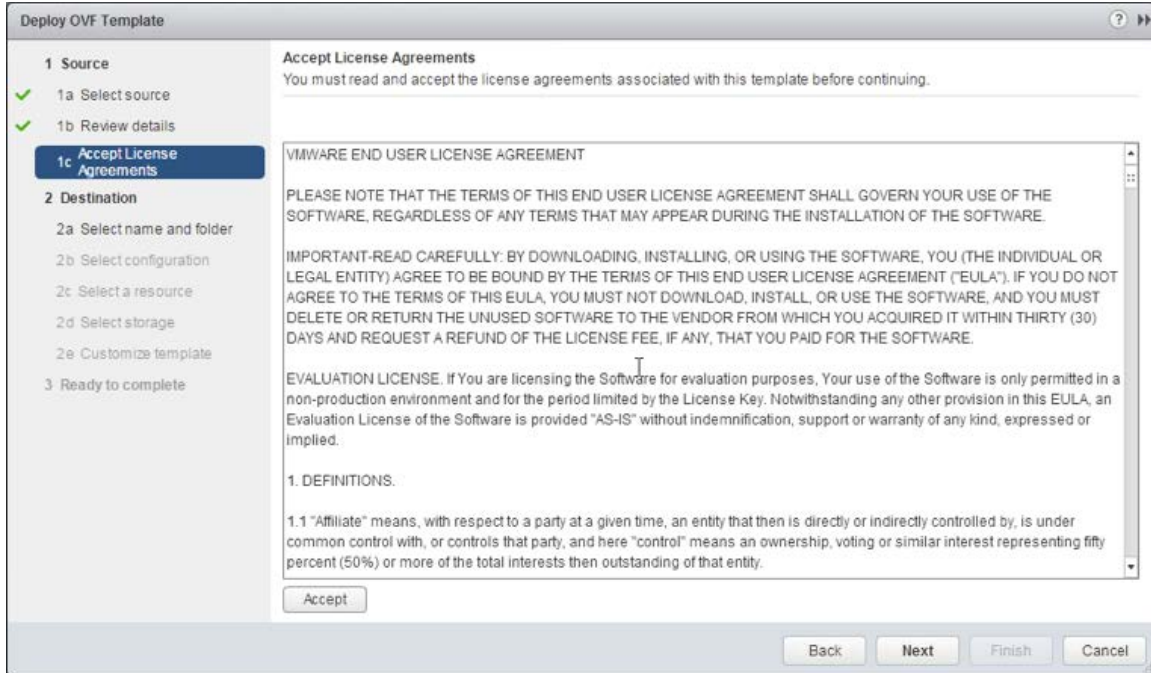 Deploy OVF Template
1 Source
1a Select source
1b Review details
1c Accept License
Agreements
2 Destination
2a Select name and folder
2b Select configuration
2c Select a resource
2d Select storage
2e Customize template
3 Ready to complete
Accept License Agreements
You must read and accept the license agreements associated with this template before continuing.
VMWARE END USER LICENSE AGREEMENT
PLEASE NOTE THAT THE TERMS OF THIS END USER LICENSE AGREEMENT SHALL GOVERN YOUR USE OF THE
SOFTWARE, REGARDLESS OF ANY TERMS THAT MAY APPEAR DURING THE INSTALLATION OF THE SOFTWARE.
IMPORTANT-READ CAREFULLY: BY DOWNLOADING, INSTALLING, OR USING THE SOFTWARE, YOU (THE INDIVIDUAL OR
LEGAL ENTITY) AGREE TO BE BOUND BY THE TERMS OF THIS END USER LICENSE AGREEMENT ("EULA"). IF YOU DO NOT
AGREE TO THE TERMS OF THIS EULA, YOU MUST NOT DOWNLOAD, INSTALL, OR USE THE SOFTWARE, AND YOU MUST
DELETE OR RETURN THE UNUSED SOFTWARE TO THE VENDOR FROM WHICH YOU ACQUIRED IT WITHIN THIRTY (30)
DAYS AND REQUEST A REFUND OF THE LICENSE FEE, IF ANY, THAT YOU PAID FOR THE SOFTWARE.
EVALUATION LICENSE. If You are licensing the Software for evaluation purposes, Your use of the Software is only permitted in a
non-production environment and for the period limited by the License Key. Notwithstanding any other provision in this EULA, an
Evaluation License of the Software is provided "AS-IS" without indemnification, support or warranty of any kind, expressed or
implied.
1. DEFINITIONS.
1.1 "Affiliate" means, with respect to a party at a given time, an entity that then is directly or indirectly controlled by, is under
common control with, or controls that party, and here "control" means an ownership, voting or similar interest representing fifty
percent (50%) or more of the total interests then outstanding of that entity.
Accept
Back Next Finish Cancel